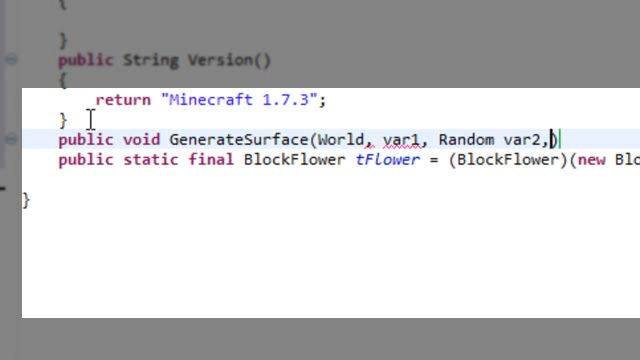 {
}
public String Version()
{
return "Minecraft 1.7.3";
}
public void GenerateSurface(World, var1, Random var2,)
public static final BlockFlower tFlower = (BlockFlower)(new Blo
}